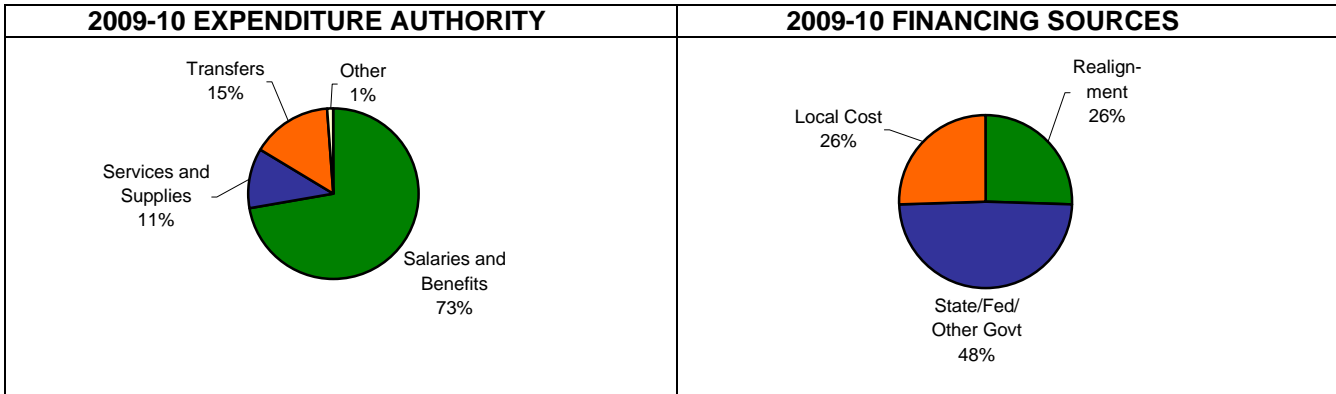 2009-10 EXPENDITURE AUTHORITY
Transfers
15%
Other
1%
Services and
Supplies
11%
Salaries and
Benefits
73%
2009-10 FINANCING SOURCES
Realign-
ment
26%
Local Cost
26%
State/Fed/
Other Govt
48%